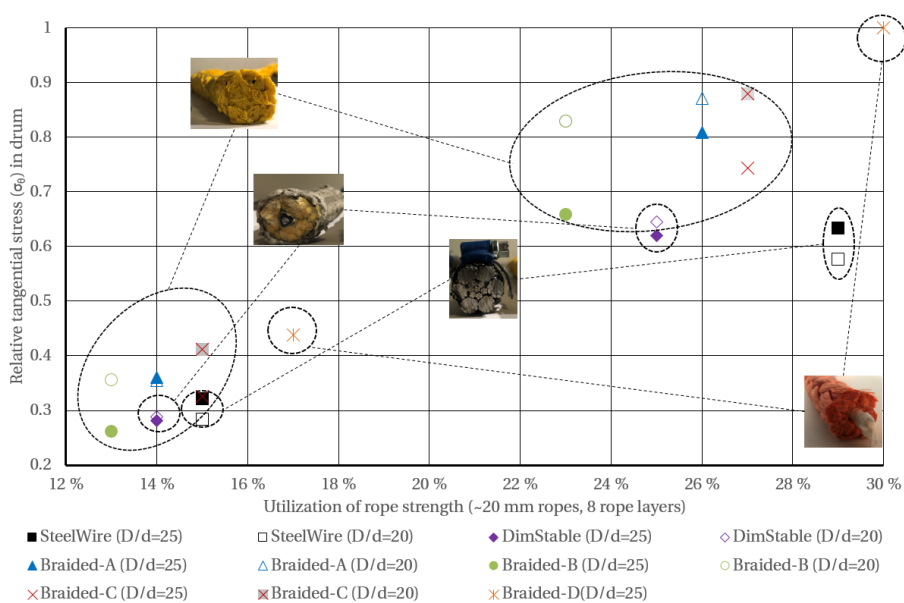 Relative tangential stress (σθ) in drum
1
0.9
0.8
0.7
0.6
0.5
0.4
0.3
0.2
12 % 14 % 16 % 18 % 20 % 22 % 24 % 26 % 28 % 30 %
Utilization of rope strength (~20 mm ropes, 8 rope layers)
SteelWire (D/d=25) SteelWire (D/d=20) DimStable (D/d=25) DimStable (D/d=20)
Braided-A (D/d=25) Braided-A (D/d=20) Braided-B (D/d=25) Braided-B (D/d=20)
Braided-C (D/d=25) Braided-C (D/d=20) Braided-D(D/d=25)